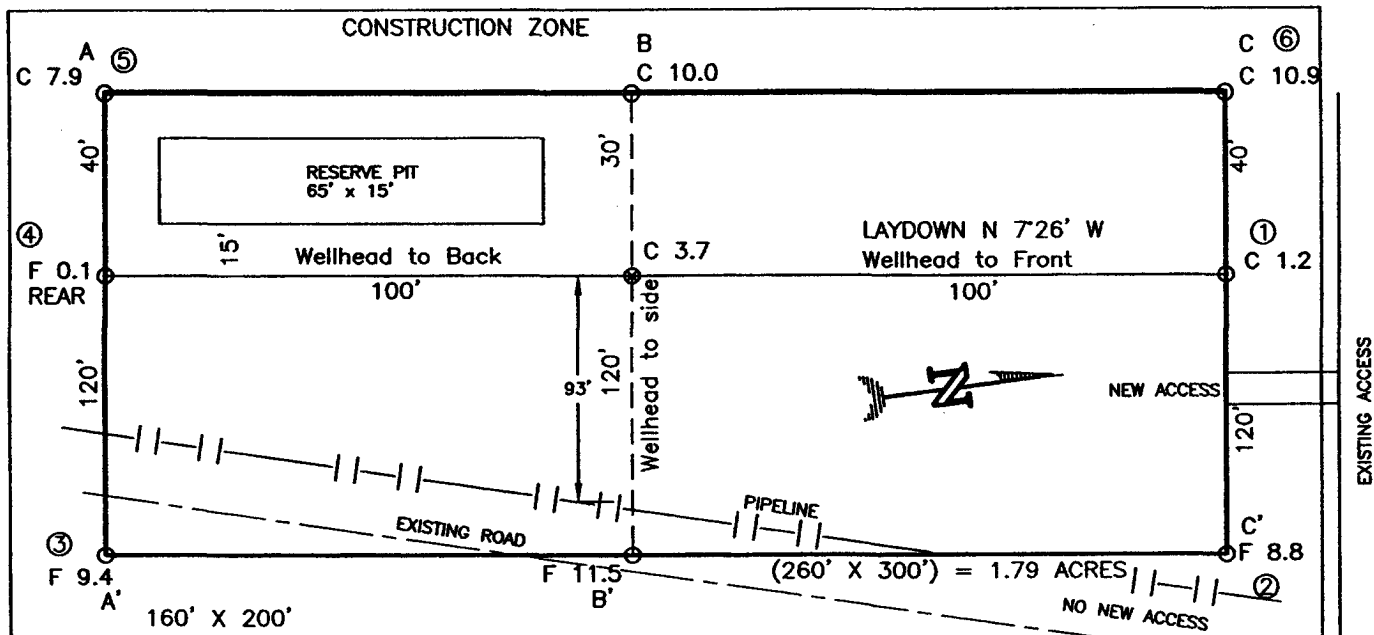 CONSTRUCTION ZONE
A ⑤
C 7.9
B
C 10.0
C ⑥
C 10.9
40'
30'
40'
RESERVE PIT
65' x 15'
15'
④
F 0.1
REAR
Wellhead to Back
100'
C 3.7
LAYDOWN N 7°26' W
Wellhead to Front
100'
①
C 1.2
120'
93'
120'
Wellhead to side
N
NEW ACCESS
120'
EXISTING ACCESS
PIPELINE
EXISTING ROAD
③
F 9.4
A'
F 11.5
B'
(260' X 300') = 1.79 ACRES
C'
F 8.8
②
NO NEW ACCESS
160' X 200'